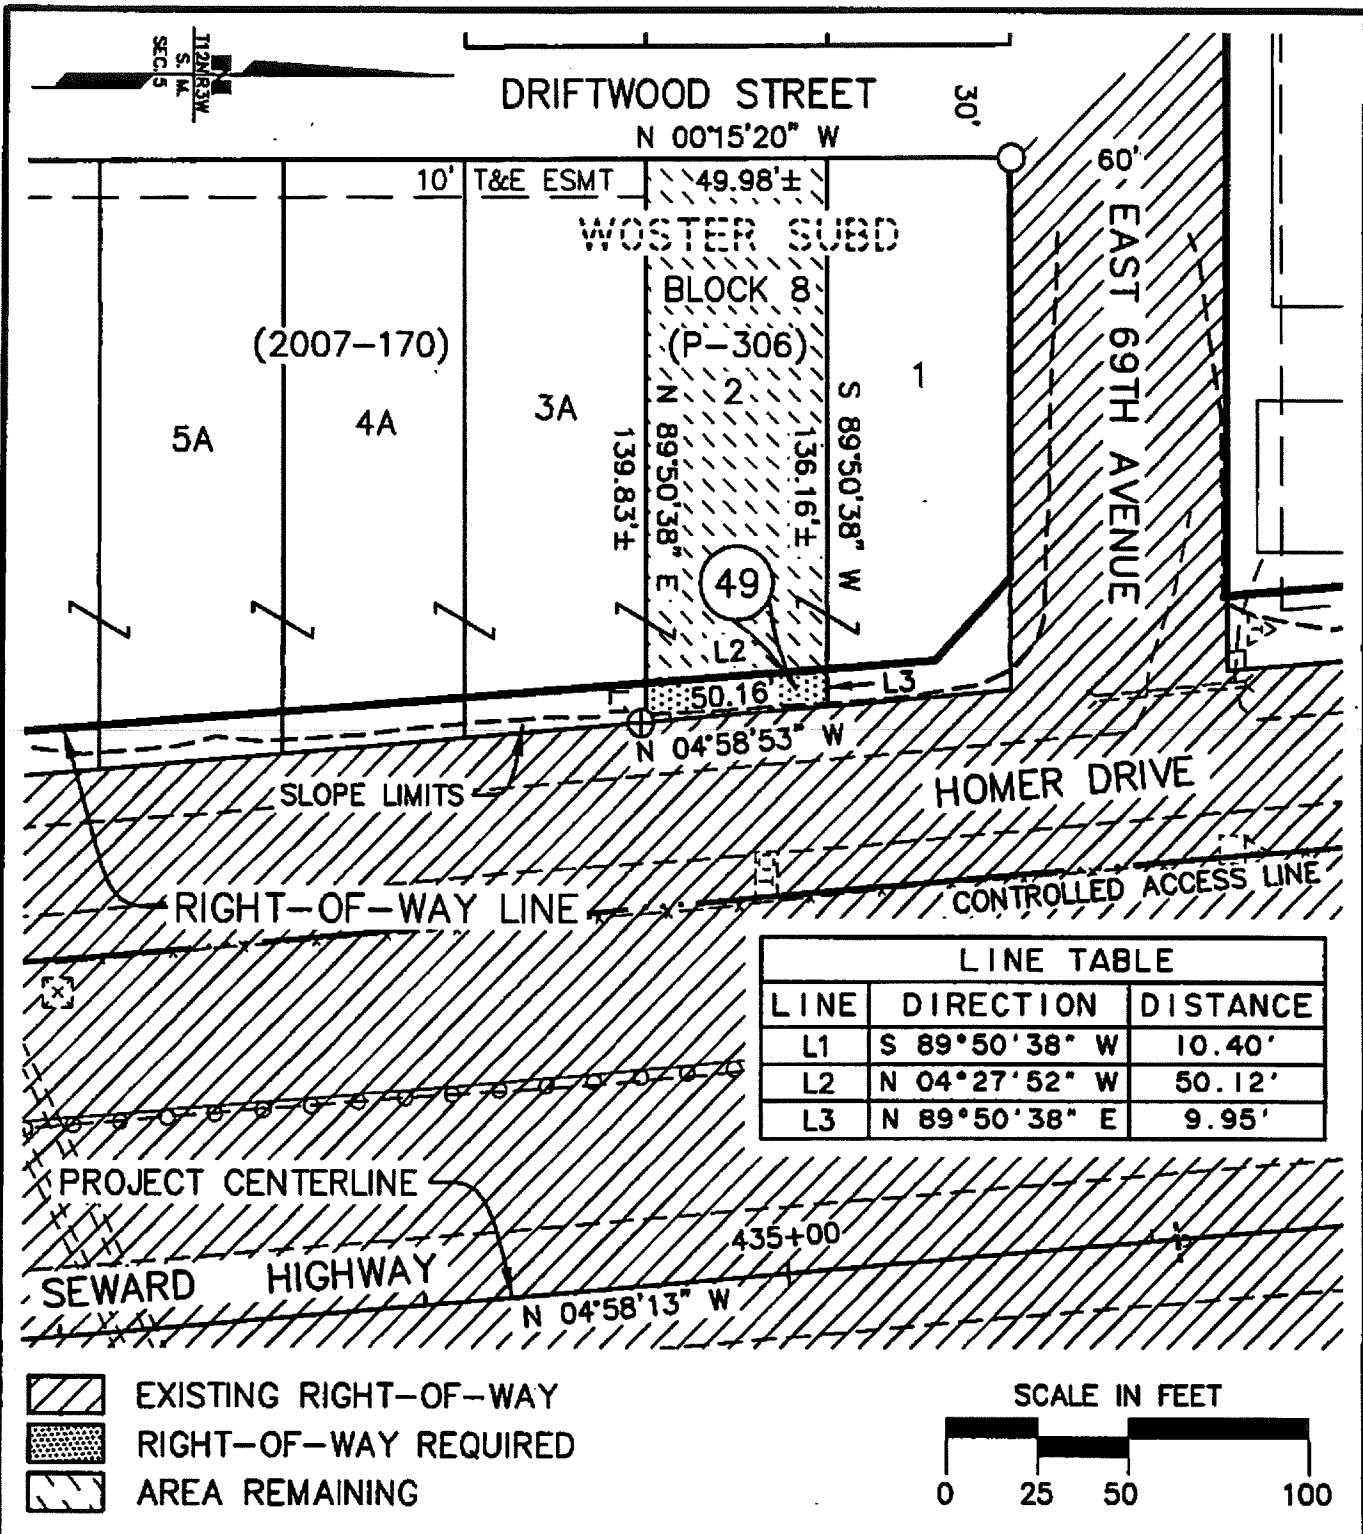 T12N R3W
S. M.
SEC. 5
DRIFTWOOD STREET
N 00°15'20" W
30'
60'
10' T&E ESMT
49.98'±
WOSTER SUBD
BLOCK 8
(2007-170)
(P-306)
2
1
3A
4A
5A
EAST 69TH AVENUE
139.83'±
N 89°50'38" E
136.16'±
S 89°50'38" W
49
L2
L1
50.16'
L3
N 04°58'53" W
SLOPE LIMITS
HOMER DRIVE
RIGHT-OF-WAY LINE
CONTROLLED ACCESS LINE
LINE TABLE
LINE DIRECTION DISTANCE
L1 S 89°50'38" W 10.40'
L2 N 04°27'52" W 50.12'
L3 N 89°50'38" E 9.95'
PROJECT CENTERLINE
435+00
SEWARD HIGHWAY
N 04°58'13" W
EXISTING RIGHT-OF-WAY
RIGHT-OF-WAY REQUIRED
AREA REMAINING
SCALE IN FEET
0 25 50 100